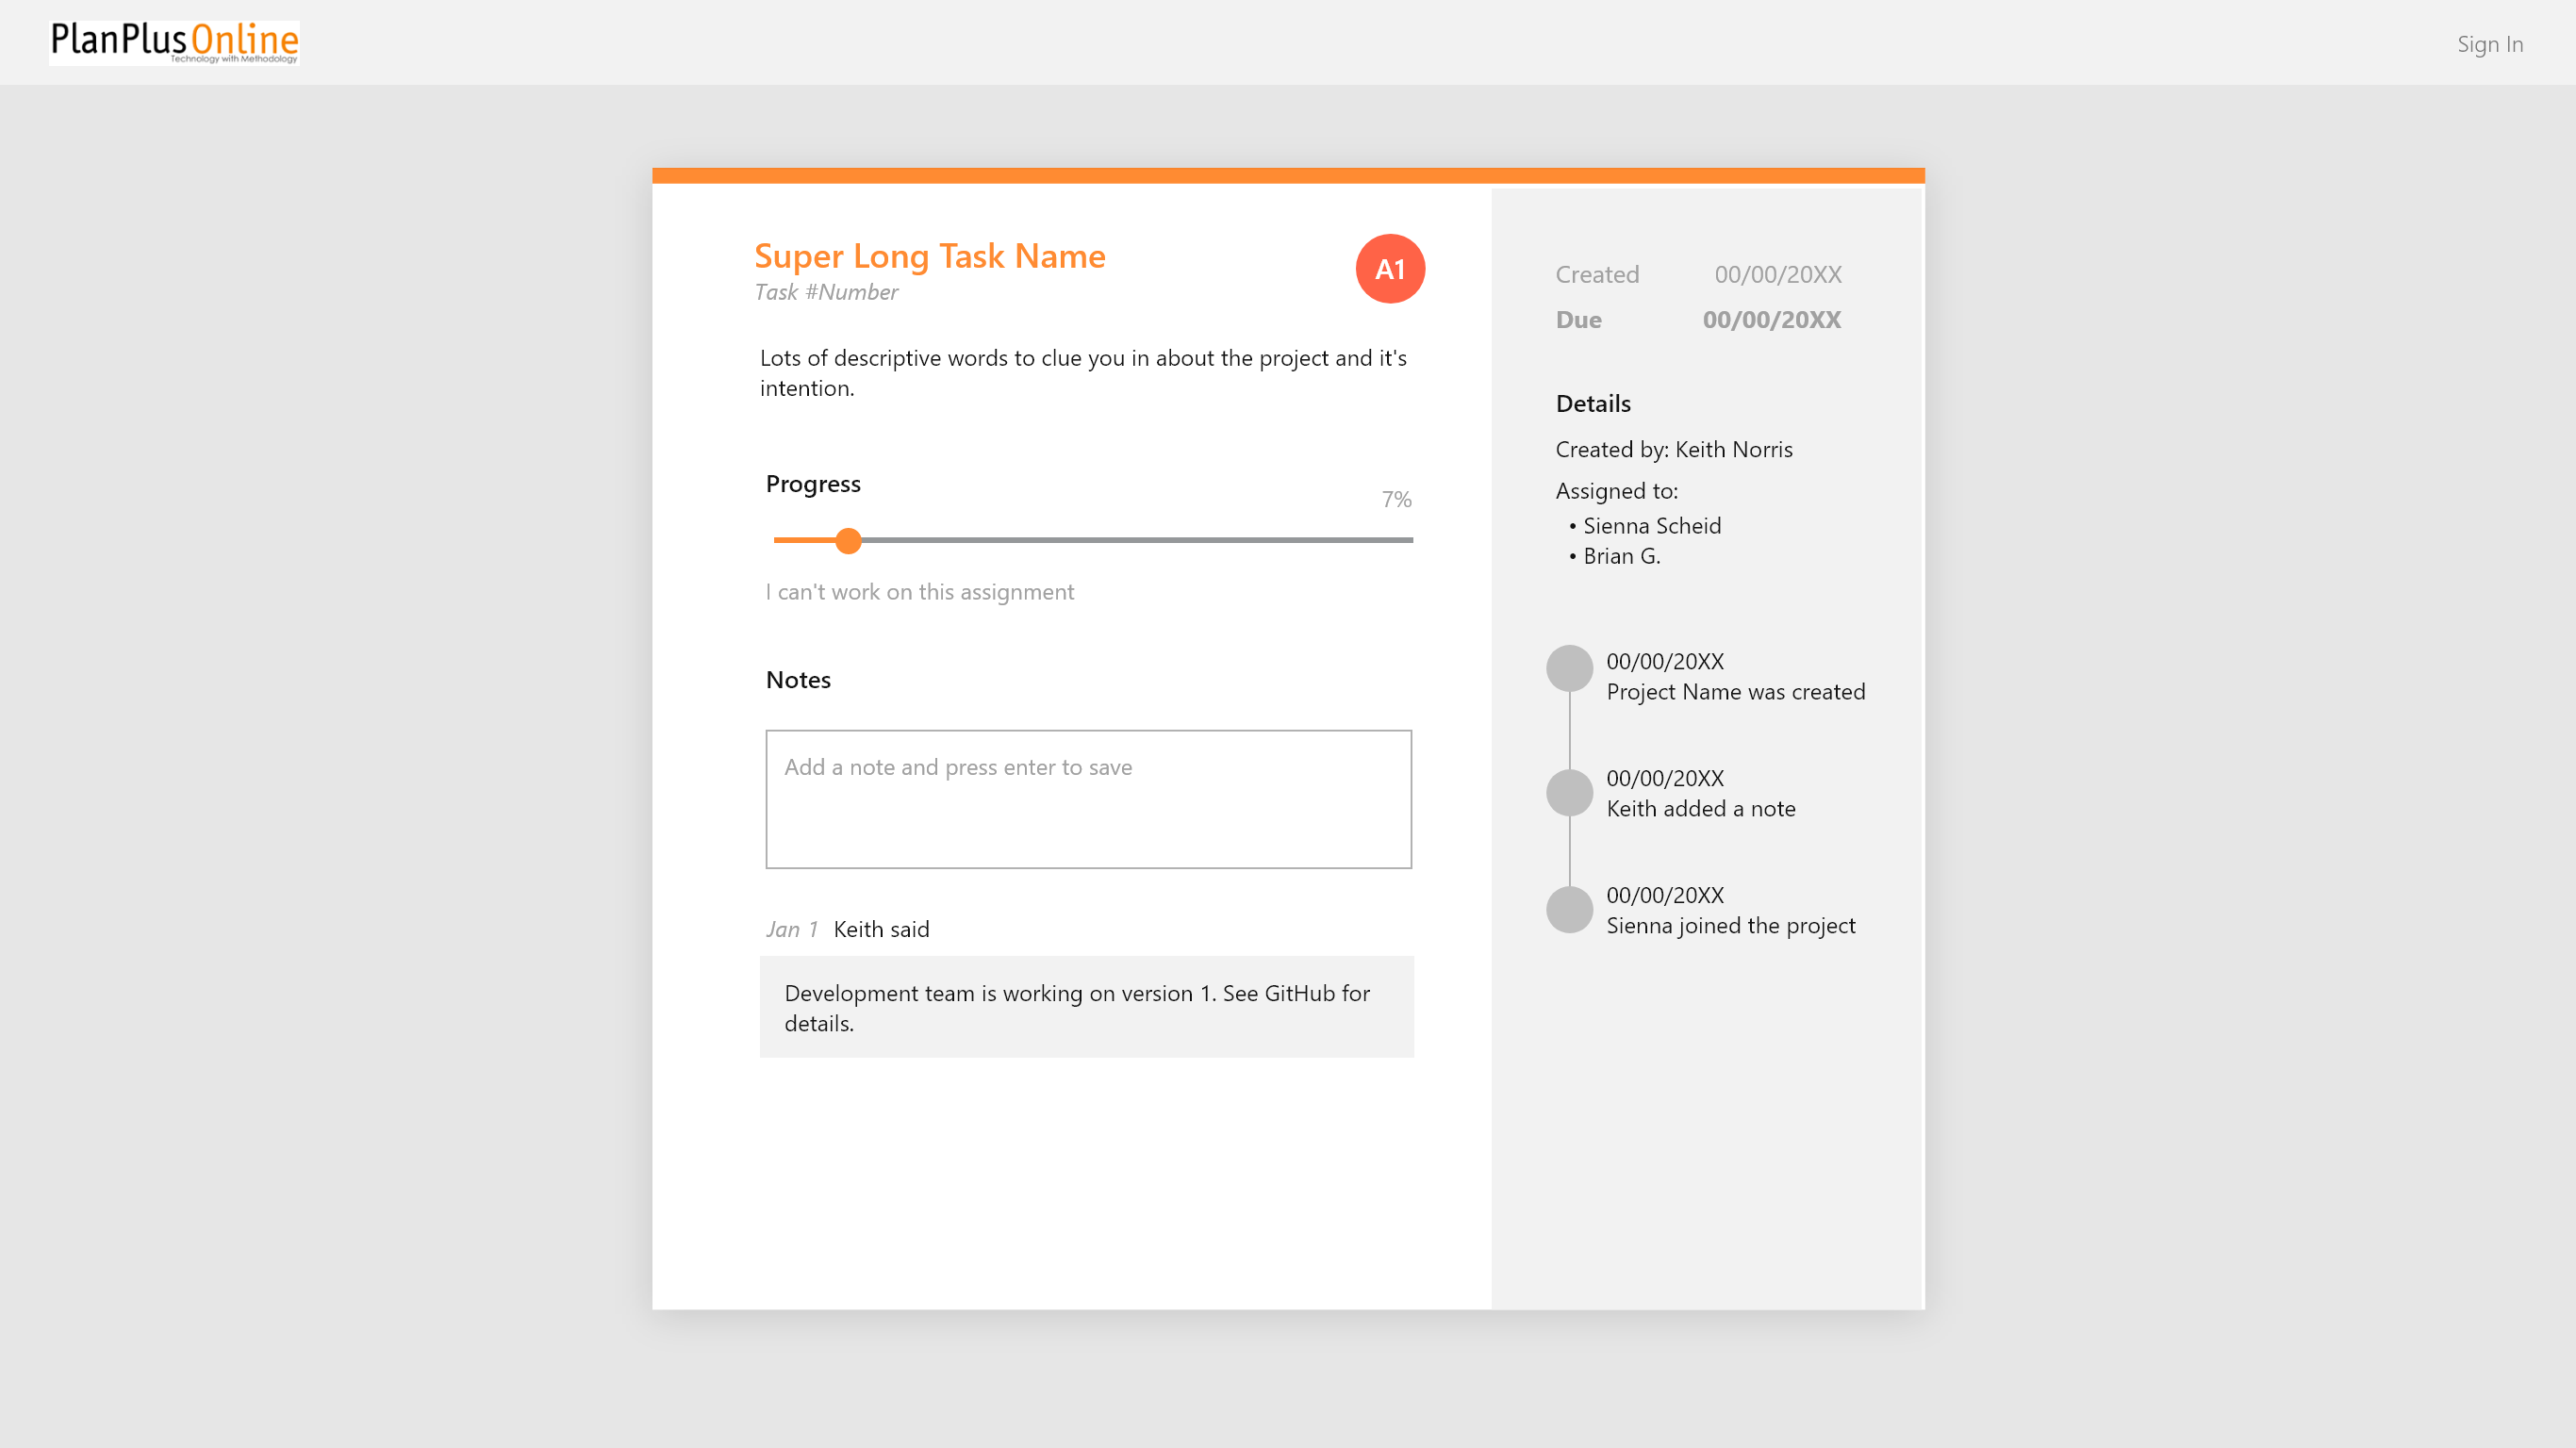 PlanPlusOnline
Technology with Methodology
Sign In
Super Long Task Name
Task #Number
A1
Lots of descriptive words to clue you in about the project and it's
intention.
Progress
7%
I can't work on this assignment
Notes
Add a note and press enter to save
Jan 1 Keith said
Development team is working on version 1. See GitHub for
details.
Created 00/00/20XX
Due 00/00/20XX
Details
Created by: Keith Norris
Assigned to:
• Sienna Scheid
• Brian G.
00/00/20XX
Project Name was created
00/00/20XX
Keith added a note
00/00/20XX
Sienna joined the project